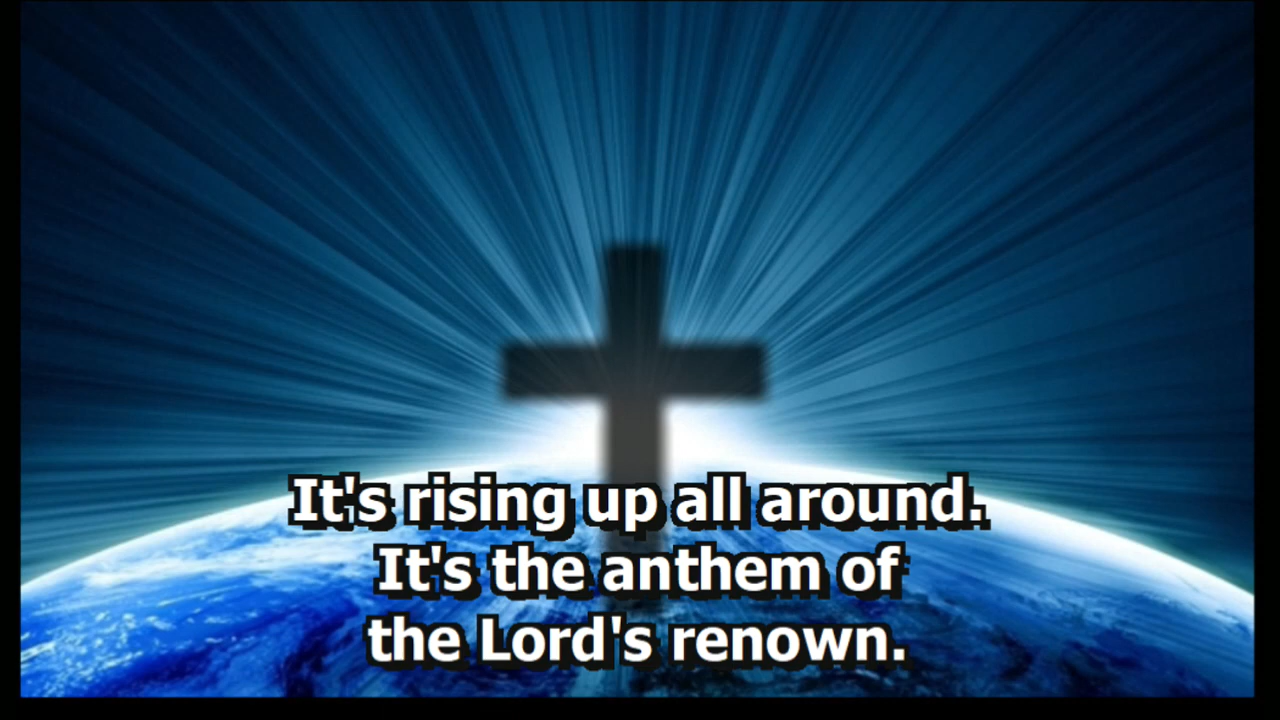 It's rising up all around.
It's the anthem of
the Lord's renown.